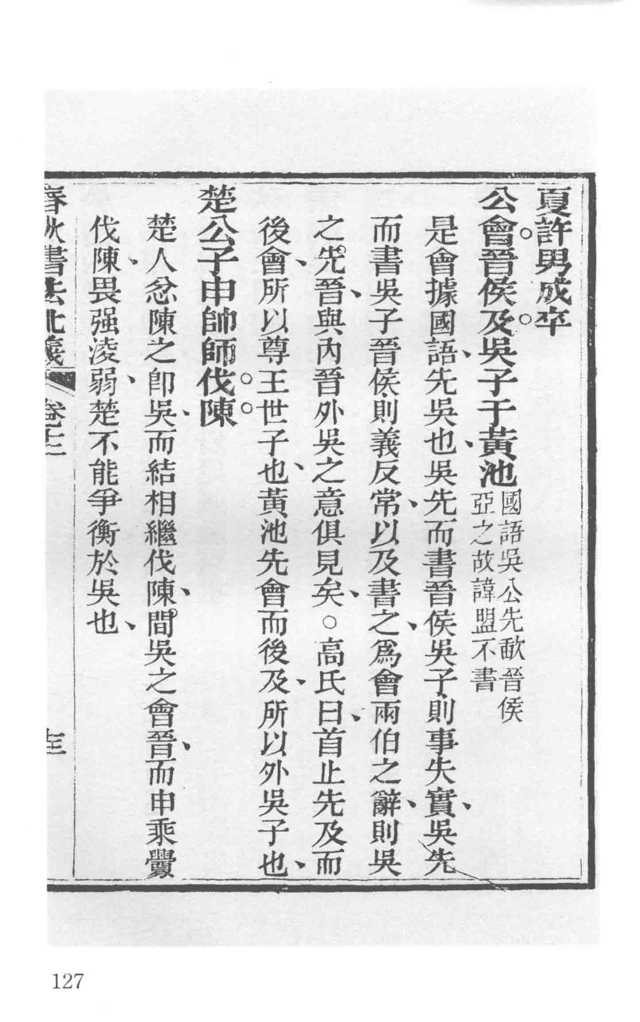 夏許男成卒
公會晉侯及吳子于黃池
國語吳公先歃晉侯
亞之故諱盟不書
是會據國語先吳也吳先而書晉侯吳子則事失實吳先
而書吳子晉侯則義反常以及書之爲會兩伯之辭則吳
之先晉與內晉外吳之意俱見矣○高氏曰首止先及而
後會所以尊王世子也黃池先會而後及所以外吳子也
楚公子申帥師伐陳
楚人忿陳之卽吳而結相繼伐陳閒吳之會晉而申乘釁
伐陳畏强凌弱楚不能爭衡於吳也
春秋書法比義 卷十二
127